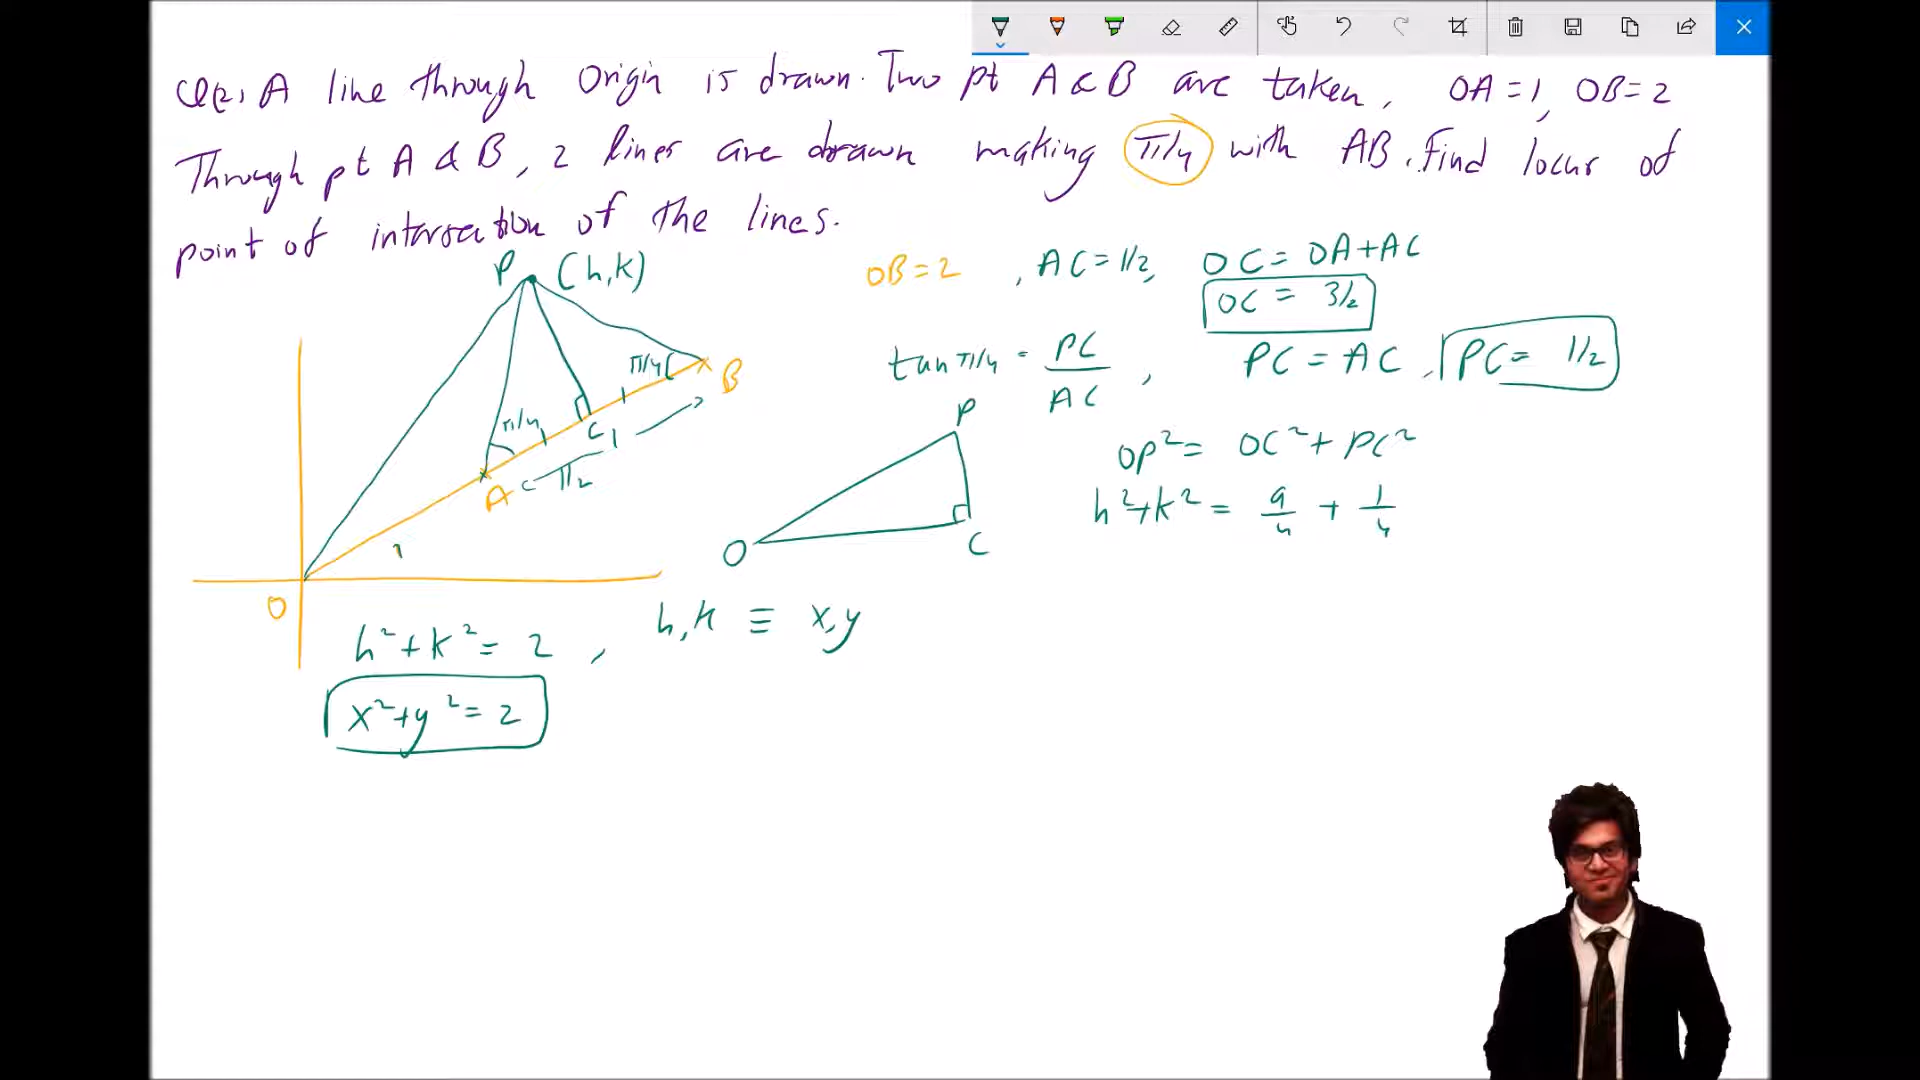 Q2. A line through Origin is drawn. Two pt A & B are taken, OA = 1, OB = 2
Through pt A & B, 2 lines are drawn making π/4 with AB. Find locus of
point of intersection of the lines.
P (h,k)
OB = 2 , AC = 1/2, OC = OA + AC
OC = 3/2
tan π/4 = PC/AC , PC = AC , PC = 1/2
π/4 B
π/4 C 1
A 1/2
1
O
P
O C
OP² = OC² + PC²
h² + k² = 9/4 + 1/4
h² + k² = 2 , h, k ≡ x, y
x² + y² = 2